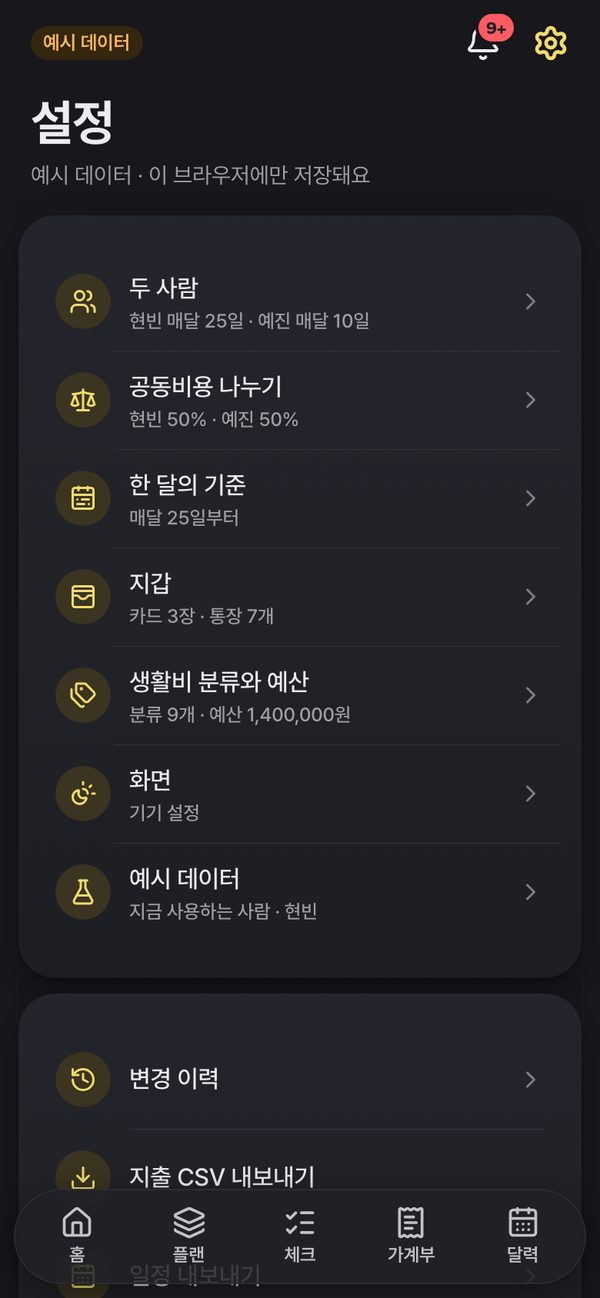 예시 데이터
9+
설정
예시 데이터 · 이 브라우저에만 저장돼요
두 사람
현빈 매달 25일 · 예진 매달 10일
공동비용 나누기
현빈 50% · 예진 50%
한 달의 기준
매달 25일부터
지갑
카드 3장 · 통장 7개
생활비 분류와 예산
분류 9개 · 예산 1,400,000원
화면
기기 설정
예시 데이터
지금 사용하는 사람 · 현빈
변경 이력
지출 CSV 내보내기
일정 내보내기
홈 플랜 체크 가계부 달력